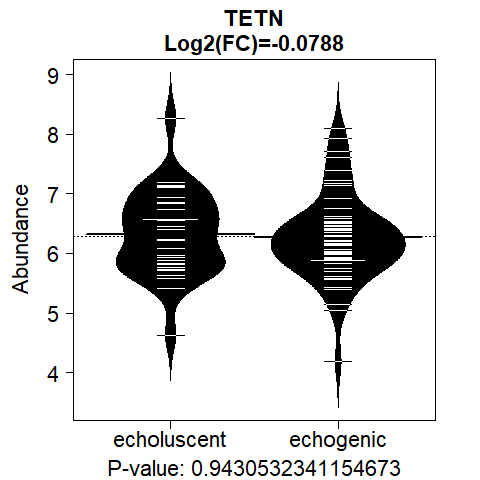 TETN
Log2(FC)=-0.0788
9
8
7
6
5
4
Abundance
echoluscent echogenic
P-value: 0.9430532341154673